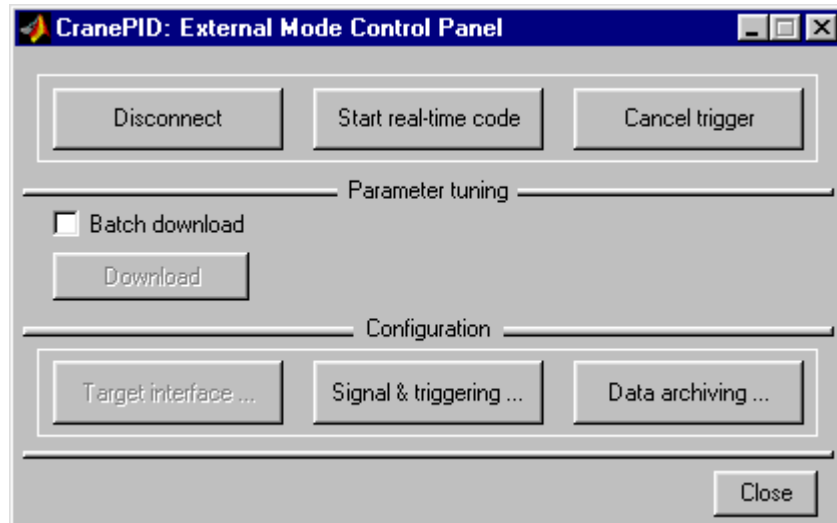 CranePID: External Mode Control Panel
Disconnect
Start real-time code
Cancel trigger
Parameter tuning
Batch download
Download
Configuration
Target interface ...
Signal & triggering ...
Data archiving ...
Close